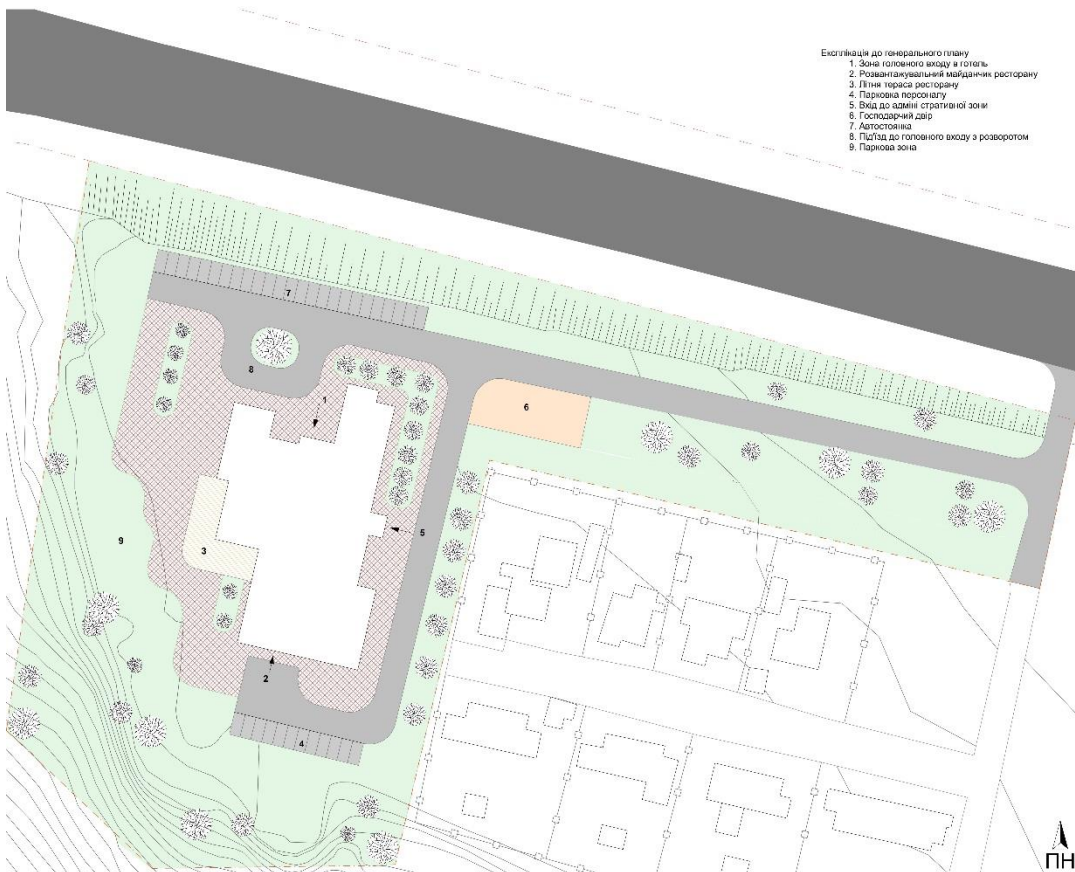 Експлікація до генерального плану
1. Зона головного входу в готель
2. Розвантажувальний майданчик ресторану
3. Літня тераса ресторану
4. Парковка персоналу
5. Вхід до адміні стративної зони
6. Господарчий двір
7. Автостоянка
8. Під'їзд до головного входу з розворотом
9. Паркова зона
7
8
1
6
5
3
9
2
4
ПН